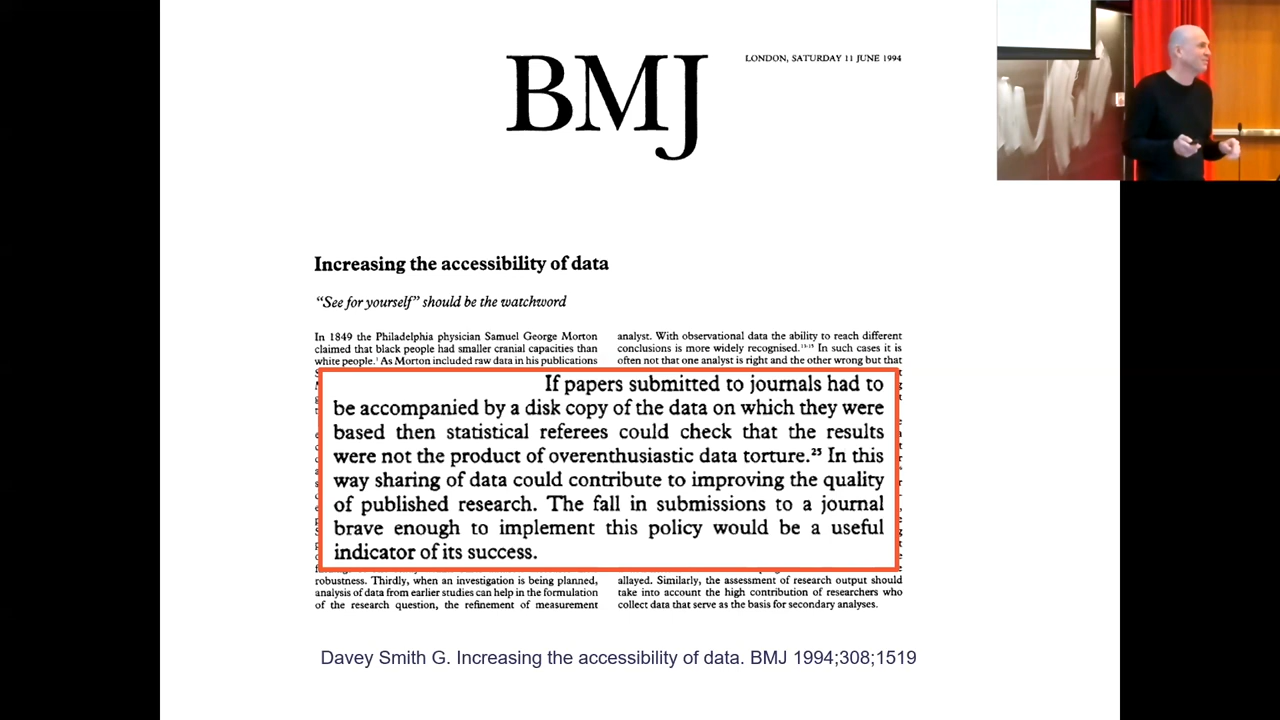 BMJ
LONDON, SATURDAY 11 JUNE 1994
Increasing the accessibility of data
"See for yourself" should be the watchword
In 1849 the Philadelphia physician Samuel George Morton
claimed that black people had smaller cranial capacities than
white people.¹ As Morton included raw data in his publications
analyst. With observational data the ability to reach different
conclusions is more widely recognised.¹³⁻¹⁵ In such cases it is
often not that one analyst is right and the other wrong but that
If papers submitted to journals had to
be accompanied by a disk copy of the data on which they were
based then statistical referees could check that the results
were not the product of overenthusiastic data torture.²⁵ In this
way sharing of data could contribute to improving the quality
of published research. The fall in submissions to a journal
brave enough to implement this policy would be a useful
indicator of its success.
robustness. Thirdly, when an investigation is being planned,
analysis of data from earlier studies can help in the formulation
of the research question, the refinement of measurement
allayed. Similarly, the assessment of research output should
take into account the high contribution of researchers who
collect data that serve as the basis for secondary analyses.
Davey Smith G. Increasing the accessibility of data. BMJ 1994;308;1519